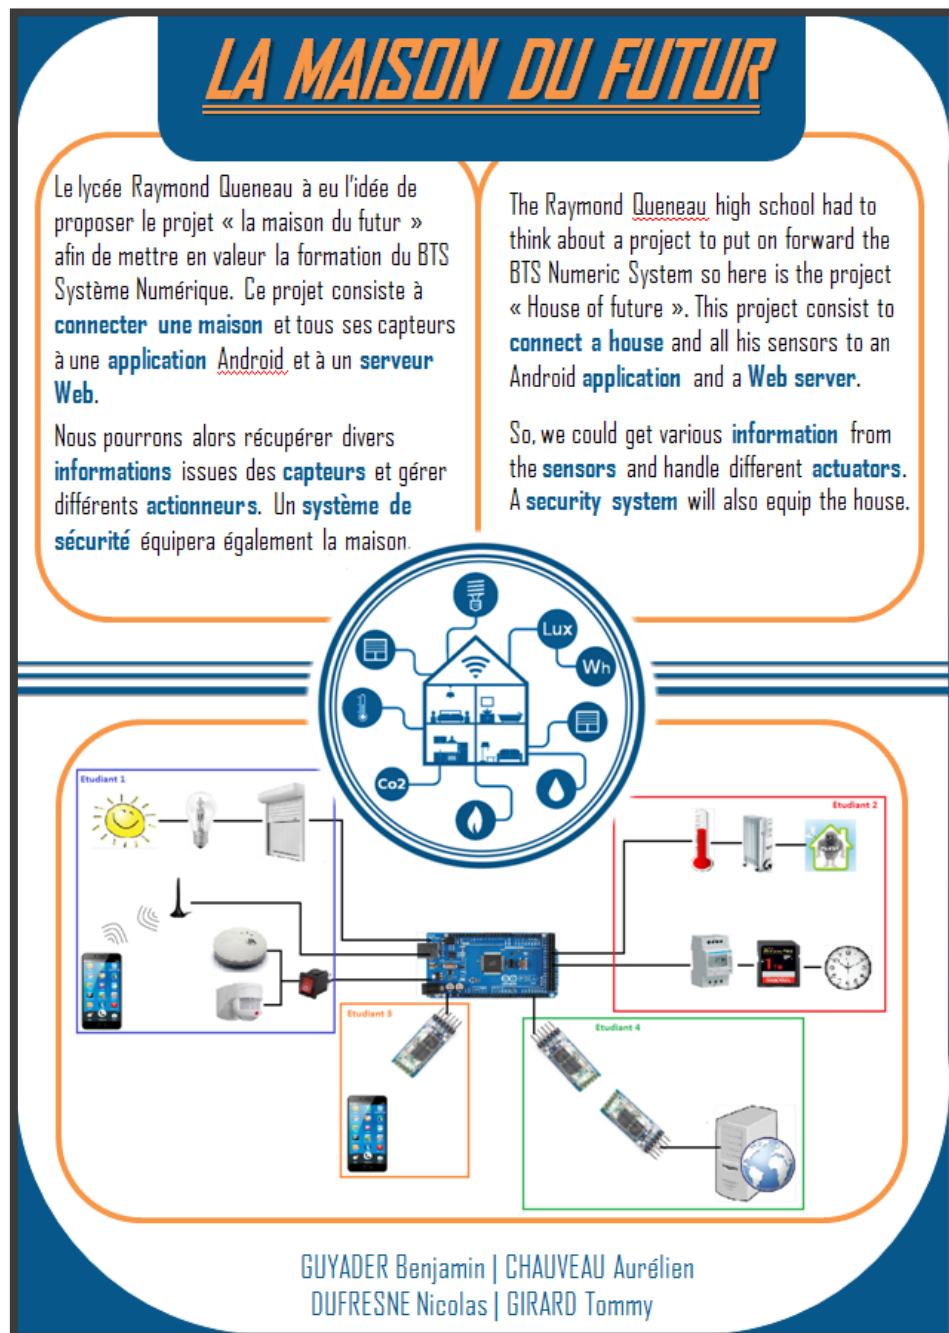 LA MAISON DU FUTUR
Le lycée Raymond Queneau à eu l'idée de
proposer le projet « la maison du futur »
afin de mettre en valeur la formation du BTS
Système Numérique. Ce projet consiste à
connecter une maison et tous ses capteurs
à une application Android et à un serveur
Web.
Nous pourrons alors récupérer divers
informations issues des capteurs et gérer
différents actionneurs. Un système de
sécurité équipera également la maison.
The Raymond Queneau high school had to
think about a project to put on forward the
BTS Numeric System so here is the project
« House of future ». This project consist to
connect a house and all his sensors to an
Android application and a Web server.
So, we could get various information from
the sensors and handle different actuators.
A security system will also equip the house.
Lux
Wh
Co2
Etudiant 1
Etudiant 2
Etudiant 3
Etudiant 4
GUYADER Benjamin | CHAUVEAU Aurélien
DUFRESNE Nicolas | GIRARD Tommy